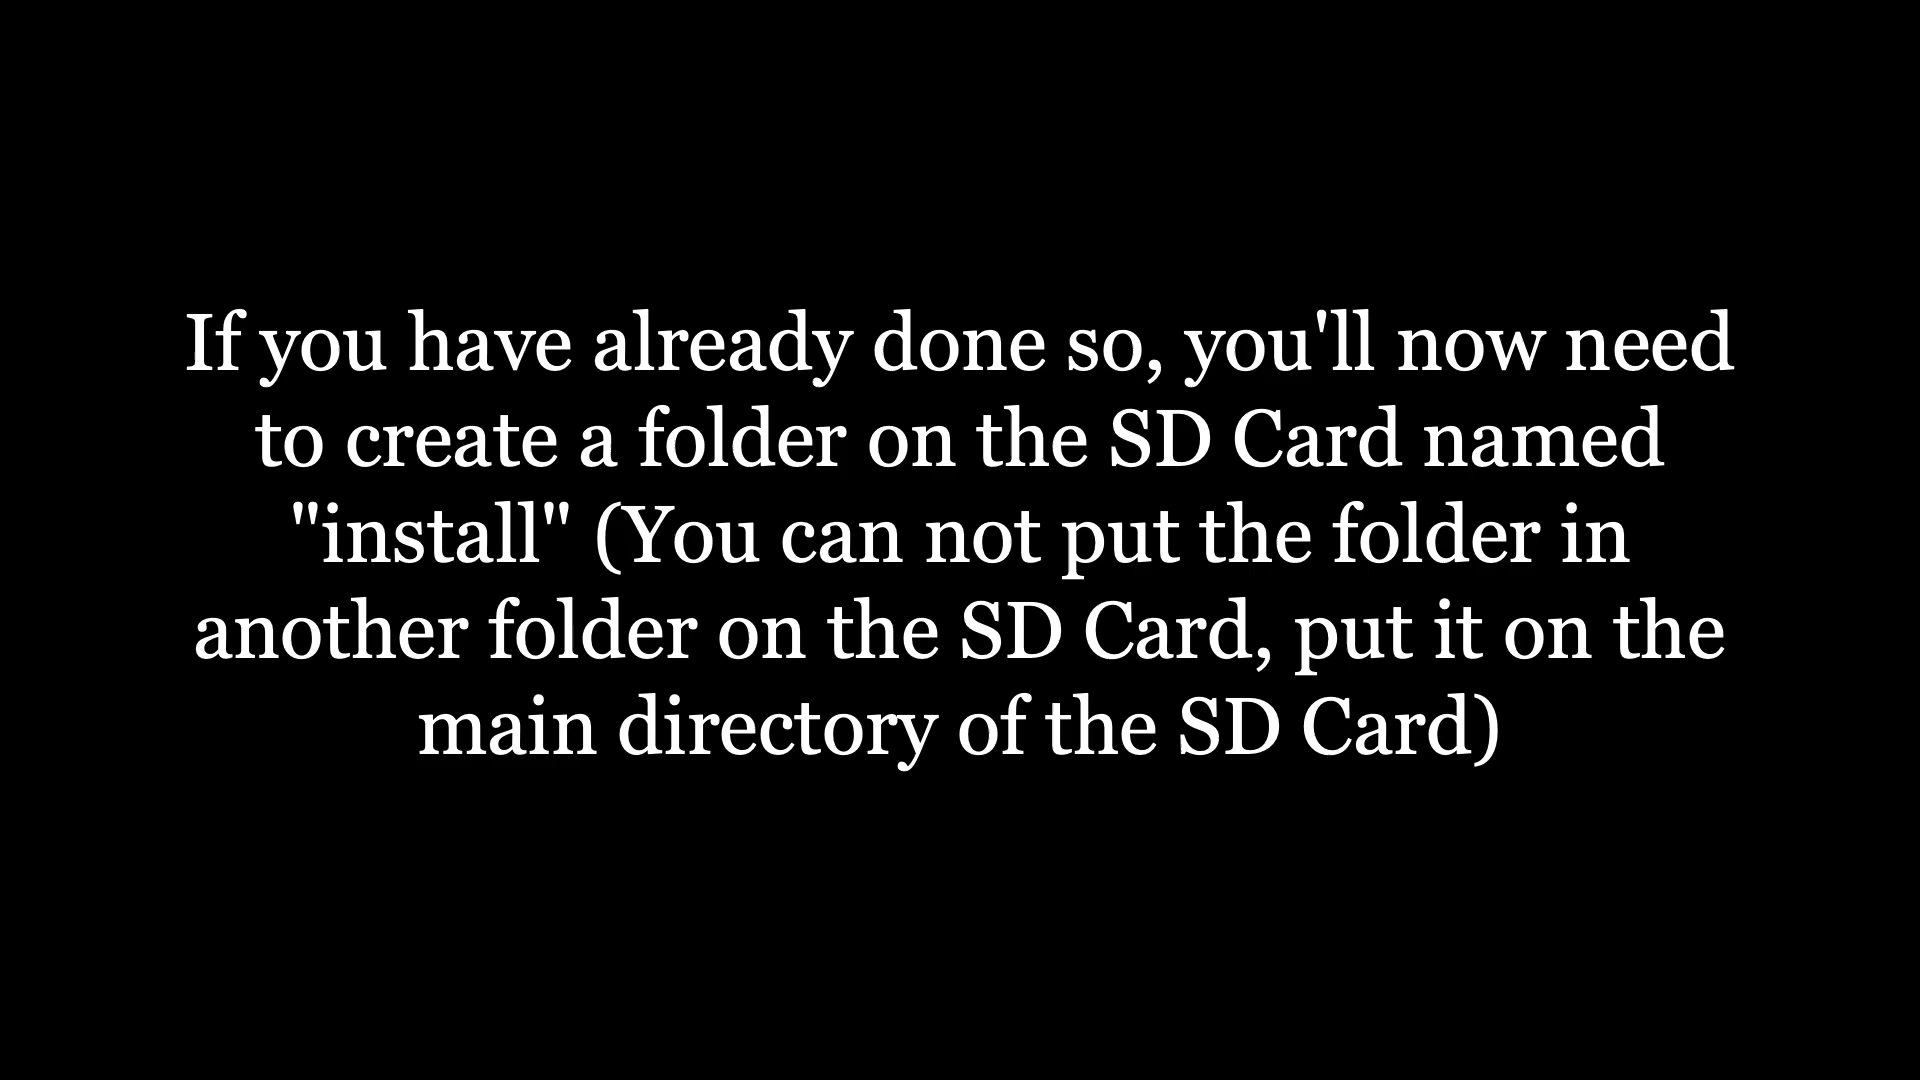 If you have already done so, you'll now need
to create a folder on the SD Card named
"install" (You can not put the folder in
another folder on the SD Card, put it on the
main directory of the SD Card)